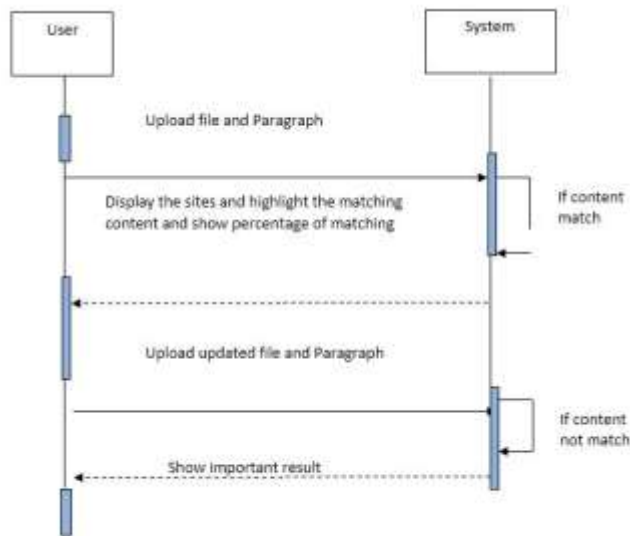 User
System
Upload file and Paragraph
Display the sites and highlight the matching
content and show percentage of matching
If content
match
Upload updated file and Paragraph
If content
not match
Show important result